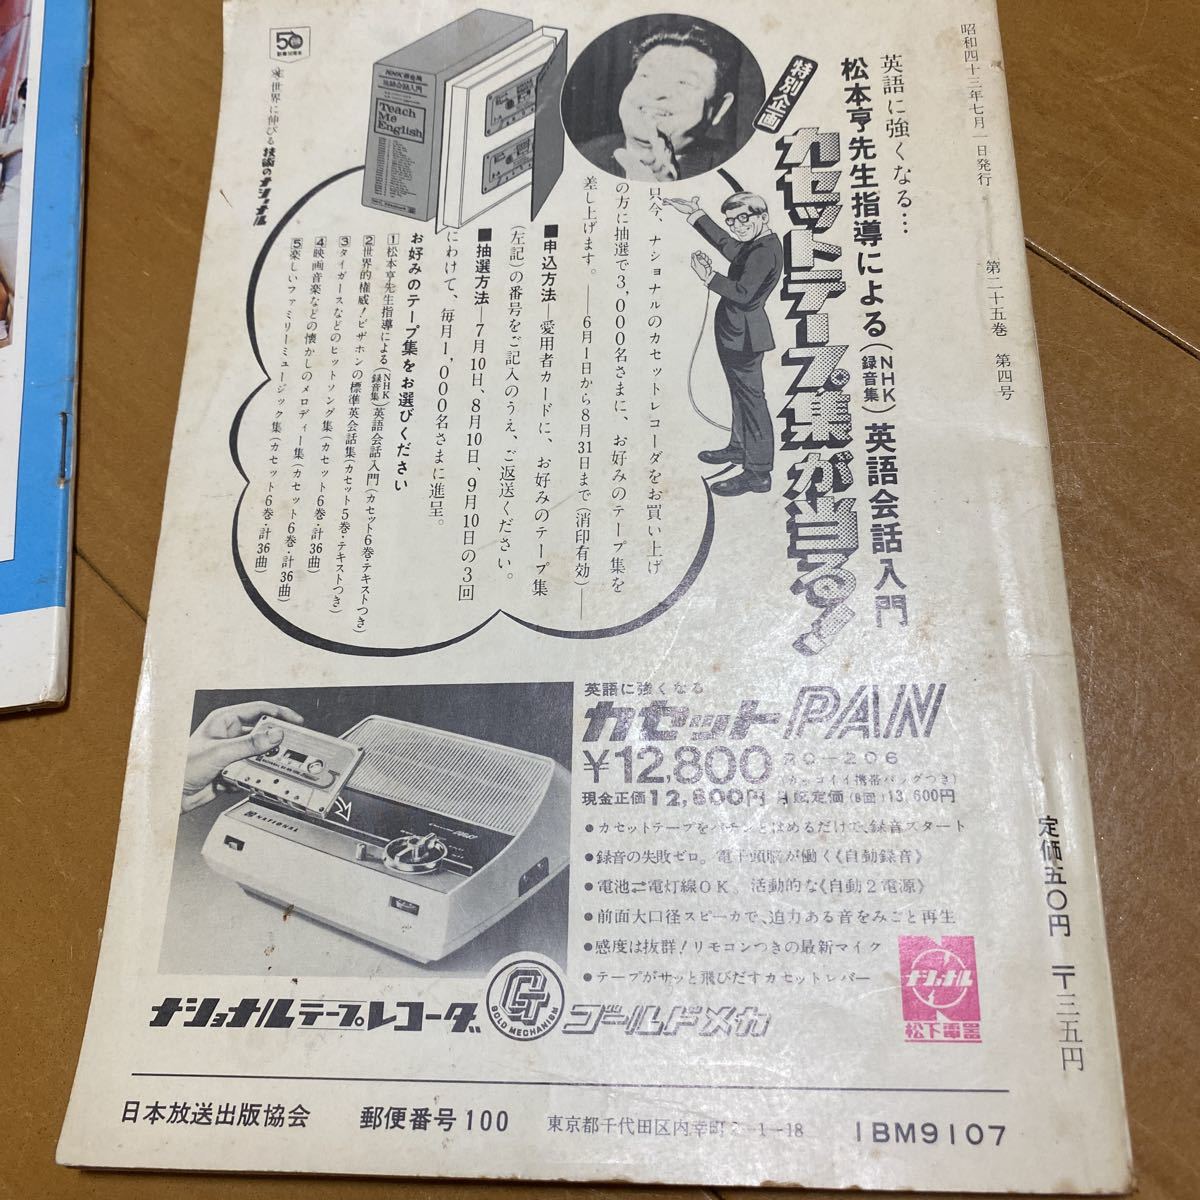 昭和四十三年七月一日発行
第二十五巻 第四号
定価五〇円
〒三五円
英語に強くなる…
松本亨先生指導による(NHK録音集)英語会話入門
特別企画
カセットテープ集が当る!
只今、ナショナルのカセットレコーダをお買い上げ
の方に抽選で3,000名さまに、お好みのテープ集を
差し上げます。―6月1日から8月31日まで(消印有効)―
■申込方法―愛用者カードに、お好みのテープ集
(左記)の番号をご記入のうえ、ご返送ください。
■抽選方法―7月10日、8月10日、9月10日の3回
にわけて、毎月1,000名さまに進呈。
お好みのテープ集をお選びください
1松本亨先生指導による(NHK録音集)英語会話入門(カセット6巻・テキストつき)
2世界的権威!ビザホンの標準英会話集(カセット5巻・テキストつき)
3タイガースなどのヒットソング集(カセット6巻・計36曲)
4映画音楽などの懐かしのメロディー集(カセット6巻・計36曲)
5楽しいファミリーミュージック集(カセット6巻・計36曲)
Teach
Me
English
50
世界に伸びる 技術のナショナル
英語に強くなる
カセットPAN
¥12,800 RQ-206
(カッコイイ携帯バッグつき)
現金正価12,800円 月賦定価(8回)13,600円
●カセットテープをパチンとはめるだけで、録音スタート
●録音の失敗ゼロ。電子頭脳が働く《自動録音》
●電池⇄電灯線OK。活動的な《自動2電源》
●前面大口径スピーカで、迫力ある音をみごと再生
●感度は抜群!リモコンつきの最新マイク
●テープがサッと飛びだすカセットレバー
NATIONAL
ナショナルテープレコーダ
GT
GOLD MECHANISM
ゴールドメカ
ナショナル
松下電器
日本放送出版協会 郵便番号100 東京都千代田区内幸町2-1-18 IBM9107